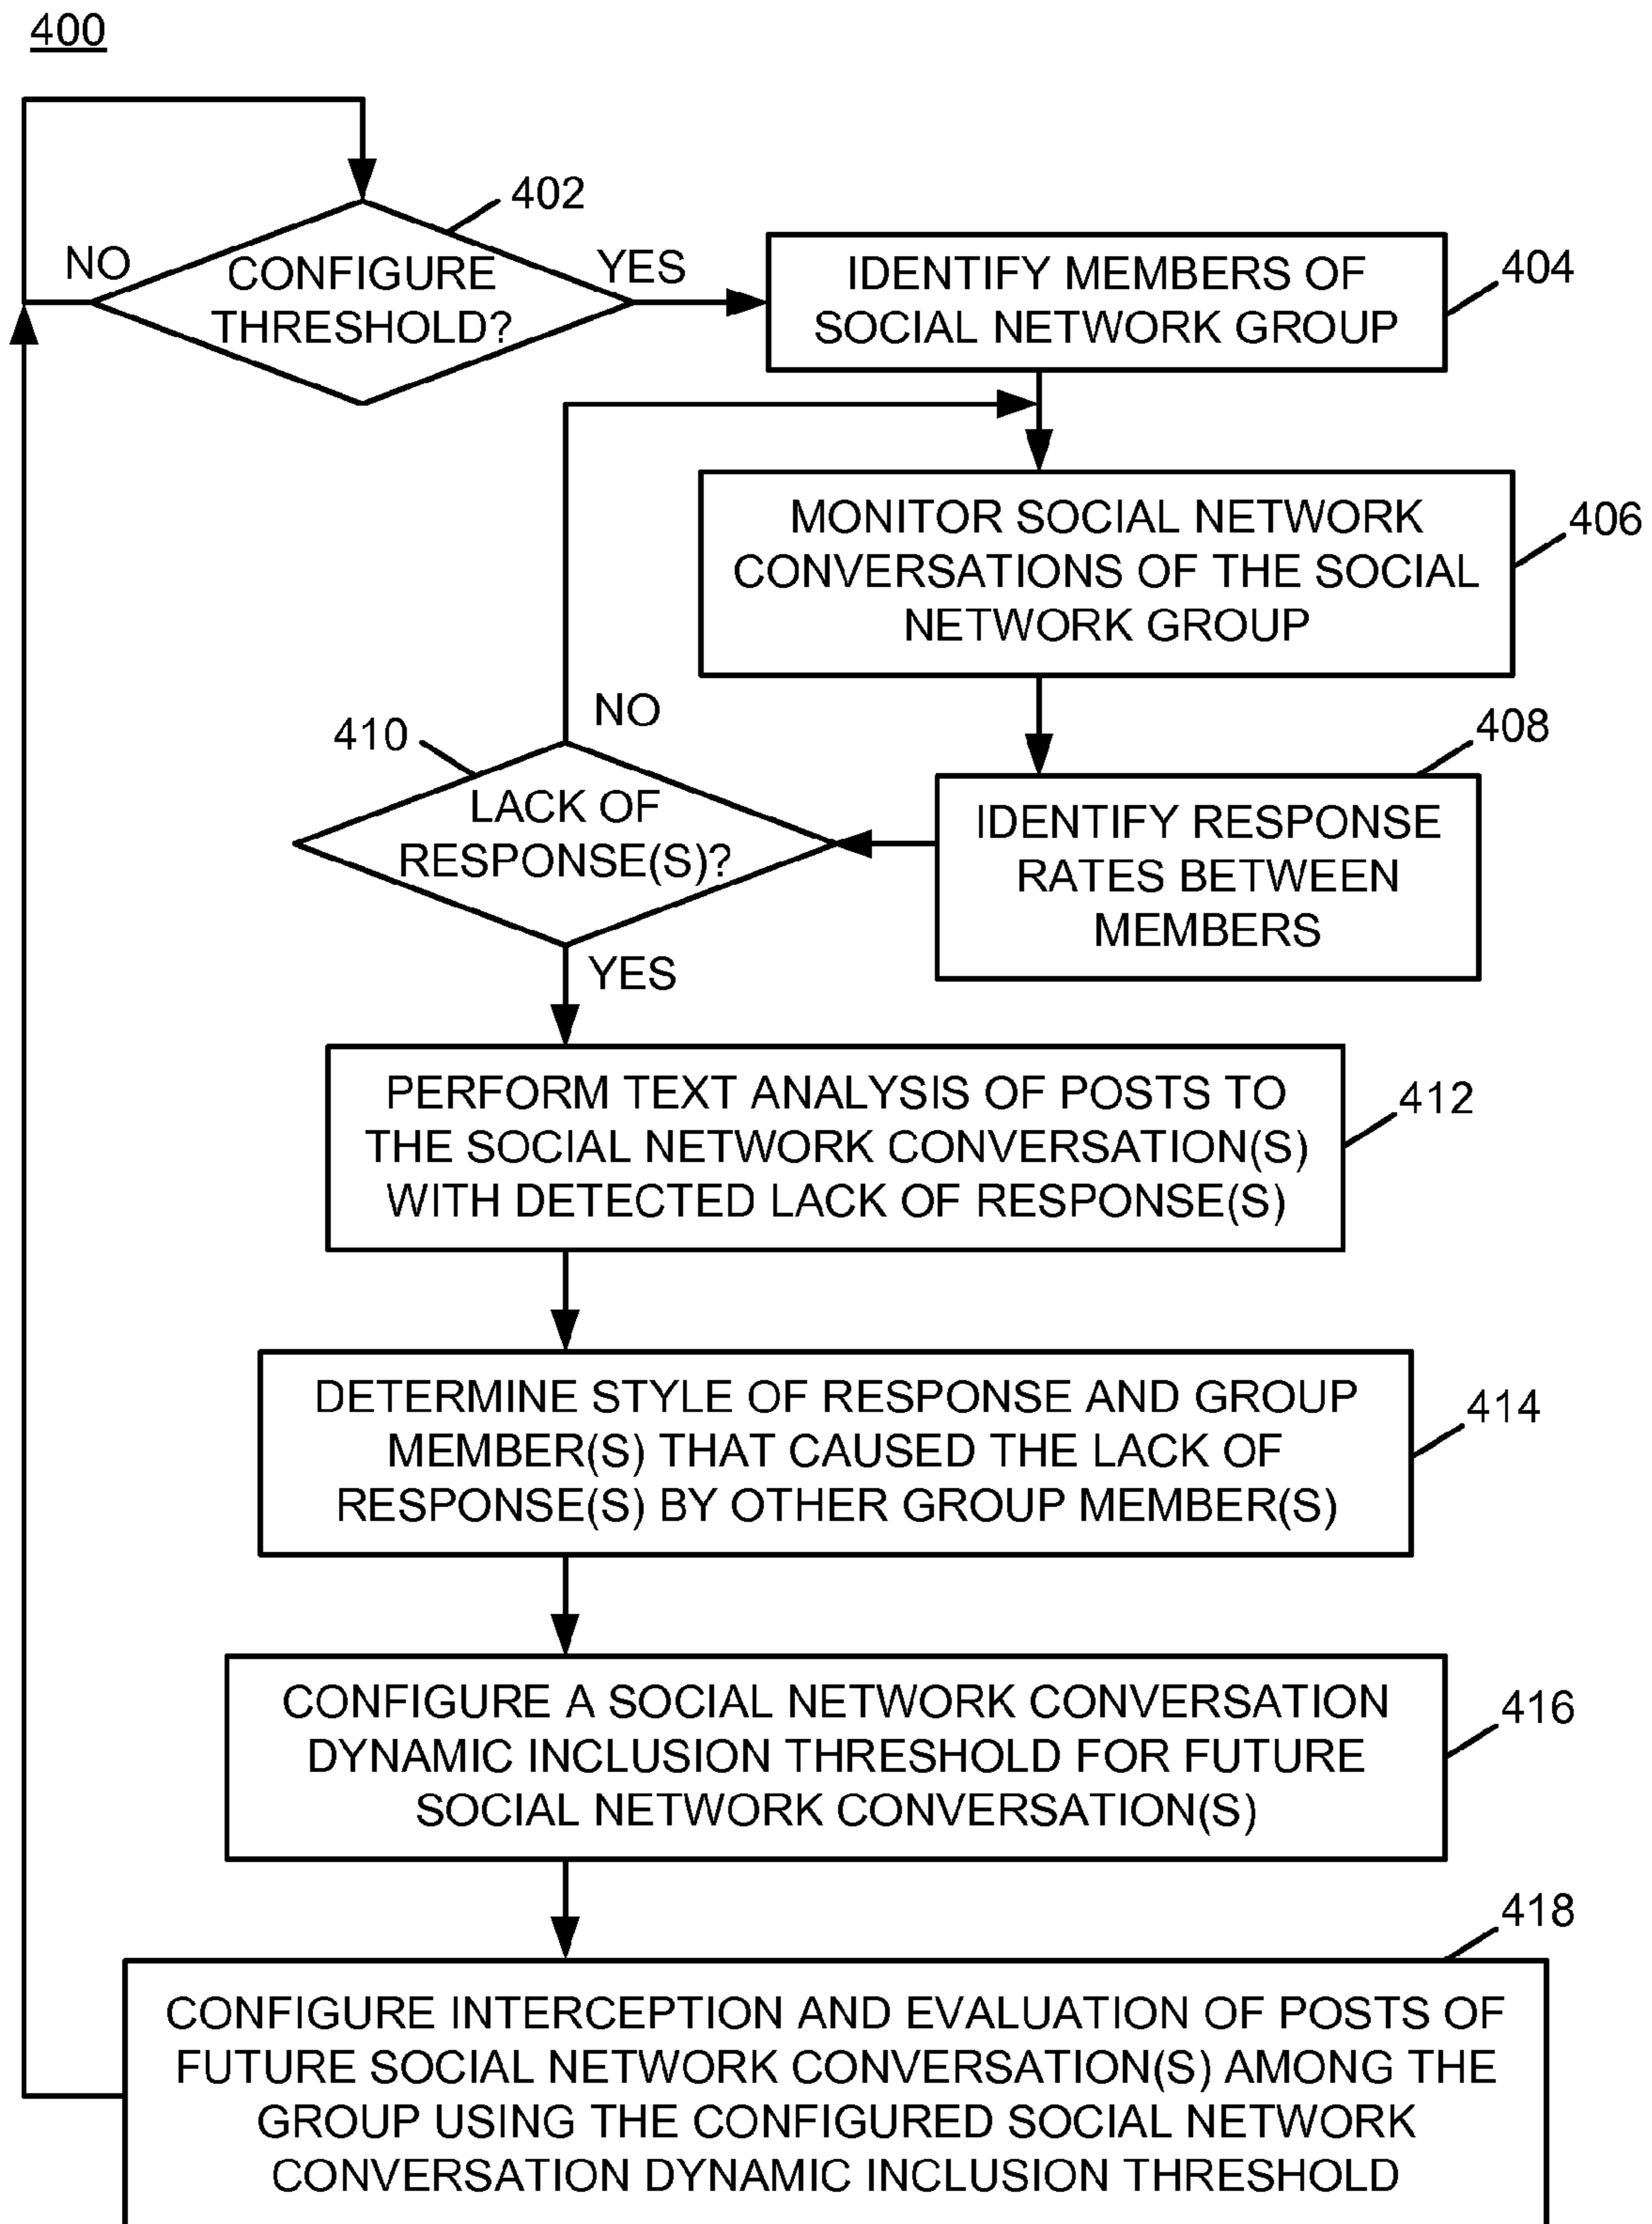 400
402
NO
CONFIGURE
THRESHOLD?
YES
IDENTIFY MEMBERS OF
SOCIAL NETWORK GROUP
404
MONITOR SOCIAL NETWORK
CONVERSATIONS OF THE SOCIAL
NETWORK GROUP
406
NO
410
LACK OF
RESPONSE(S)?
408
IDENTIFY RESPONSE
RATES BETWEEN
MEMBERS
YES
PERFORM TEXT ANALYSIS OF POSTS TO
THE SOCIAL NETWORK CONVERSATION(S)
WITH DETECTED LACK OF RESPONSE(S)
412
DETERMINE STYLE OF RESPONSE AND GROUP
MEMBER(S) THAT CAUSED THE LACK OF
RESPONSE(S) BY OTHER GROUP MEMBER(S)
414
CONFIGURE A SOCIAL NETWORK CONVERSATION
DYNAMIC INCLUSION THRESHOLD FOR FUTURE
SOCIAL NETWORK CONVERSATION(S)
416
418
CONFIGURE INTERCEPTION AND EVALUATION OF POSTS OF
FUTURE SOCIAL NETWORK CONVERSATION(S) AMONG THE
GROUP USING THE CONFIGURED SOCIAL NETWORK
CONVERSATION DYNAMIC INCLUSION THRESHOLD